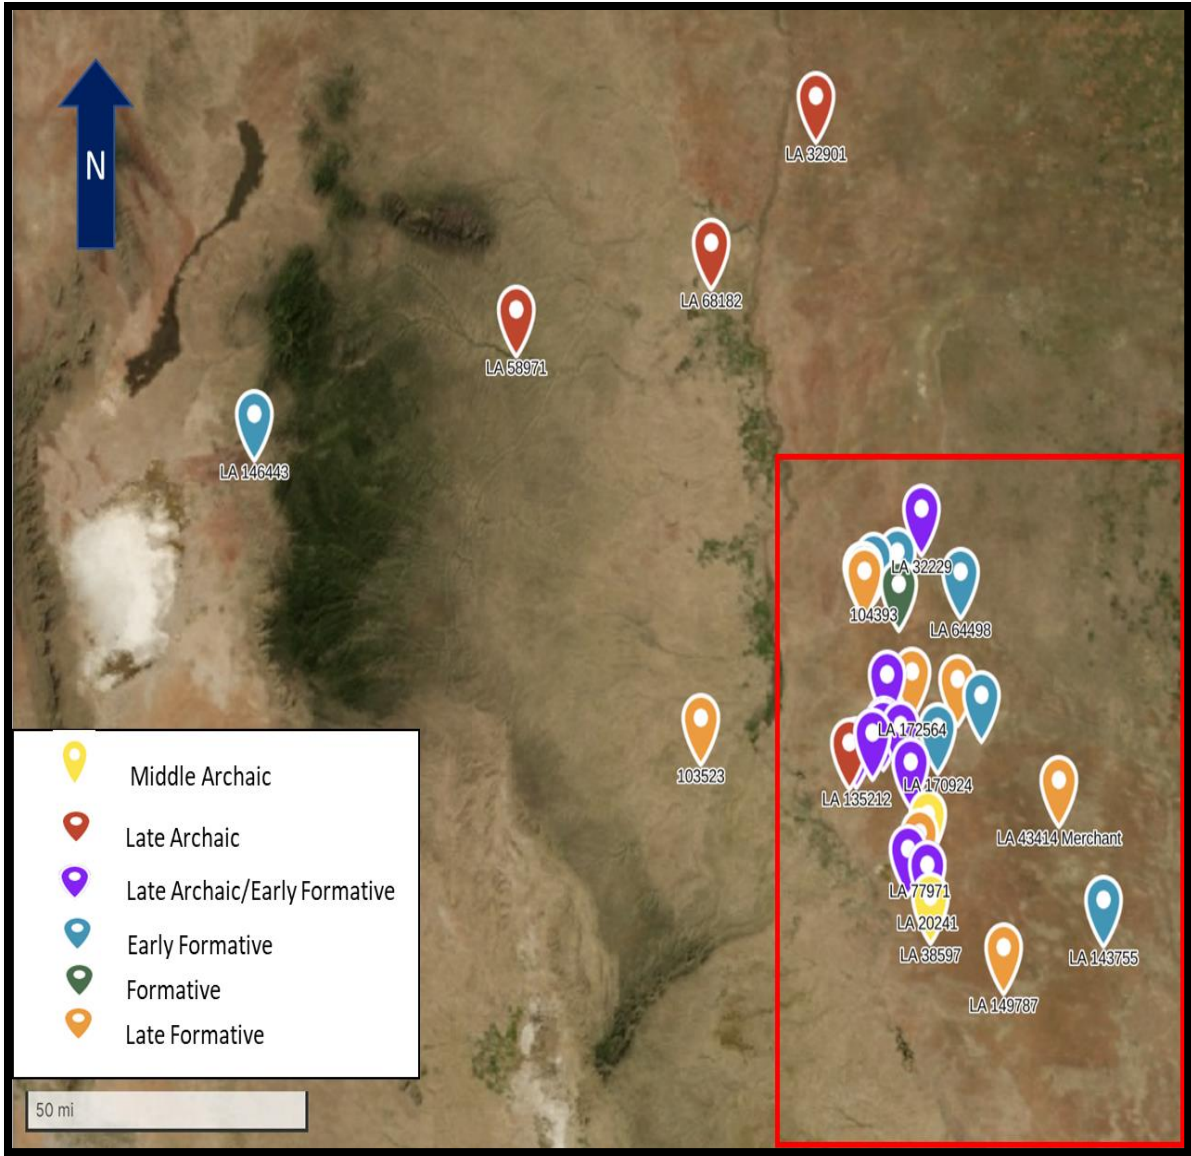 N
LA 32901
LA 68182
LA 58971
LA 146443
LA 32229
104393
LA 64498
LA 172564
103523
LA 170924
LA 135212
LA 43414 Merchant
LA 77971
LA 20241
LA 38597
LA 143755
LA 149787
Middle Archaic
Late Archaic
Late Archaic/Early Formative
Early Formative
Formative
Late Formative
50 mi